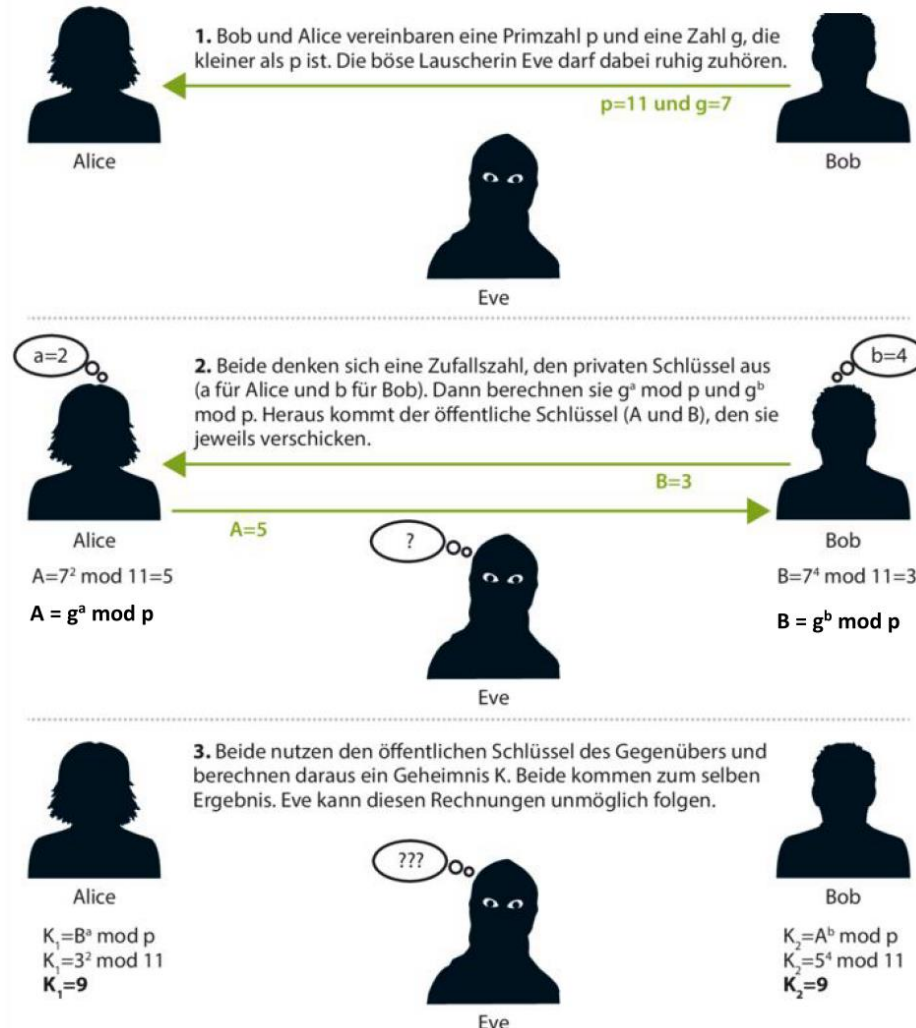 1. Bob und Alice vereinbaren eine Primzahl p und eine Zahl g, die
kleiner als p ist. Die böse Lauscherin Eve darf dabei ruhig zuhören.
p=11 und g=7
Alice
Bob
Eve
a=2
b=4
2. Beide denken sich eine Zufallszahl, den privaten Schlüssel aus
(a für Alice und b für Bob). Dann berechnen sie gᵃ mod p und gᵇ
mod p. Heraus kommt der öffentliche Schlüssel (A und B), den sie
jeweils verschicken.
B=3
A=5
?
Alice
Bob
A=7² mod 11=5
B=7⁴ mod 11=3
A = gᵃ mod p
B = gᵇ mod p
Eve
3. Beide nutzen den öffentlichen Schlüssel des Gegenübers und
berechnen daraus ein Geheimnis K. Beide kommen zum selben
Ergebnis. Eve kann diesen Rechnungen unmöglich folgen.
???
Alice
Bob
K₁=Bᵃ mod p
K₁=3² mod 11
K₁=9
K₂=Aᵇ mod p
K₂=5⁴ mod 11
K₂=9
Eve